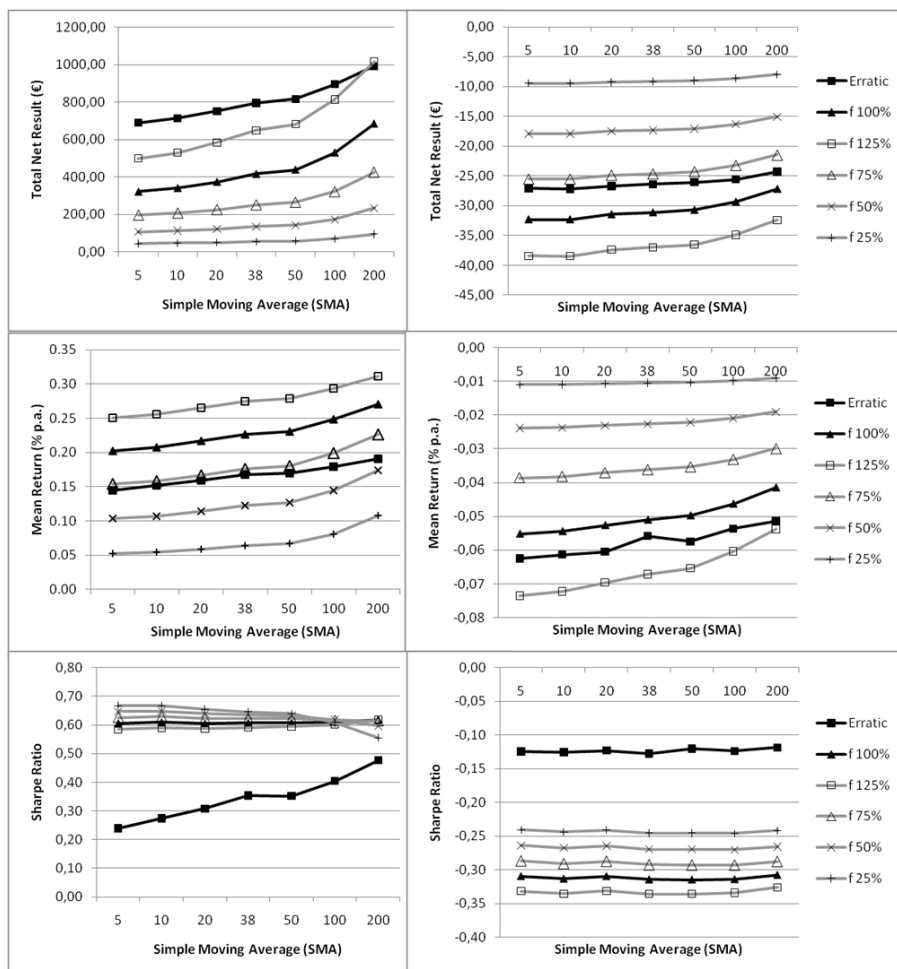 Total Net Result (€)
1200,00
1000,00
800,00
600,00
400,00
200,00
0,00
5 10 20 38 50 100 200
Simple Moving Average (SMA)
Total Net Result (€)
0,00
-5,00
-10,00
-15,00
-20,00
-25,00
-30,00
-35,00
-40,00
-45,00
5 10 20 38 50 100 200
Simple Moving Average (SMA)
Erratic
f 100%
f 125%
f 75%
f 50%
f 25%
Mean Return (% p.a.)
0.35
0.30
0.25
0.20
0.15
0.10
0.05
0.00
5 10 20 38 50 100 200
Simple Moving Average (SMA)
Mean Return (% p.a.)
0,00
-0,01
-0,02
-0,03
-0,04
-0,05
-0,06
-0,07
-0,08
5 10 20 38 50 100 200
Simple Moving Average (SMA)
Erratic
f 100%
f 125%
f 75%
f 50%
f 25%
Sharpe Ratio
0,80
0,70
0,60
0,50
0,40
0,30
0,20
0,10
0,00
5 10 20 38 50 100 200
Simple Moving Average (SMA)
Sharpe Ratio
0,00
-0,05
-0,10
-0,15
-0,20
-0,25
-0,30
-0,35
-0,40
5 10 20 38 50 100 200
Simple Moving Average (SMA)
Erratic
f 100%
f 125%
f 75%
f 50%
f 25%